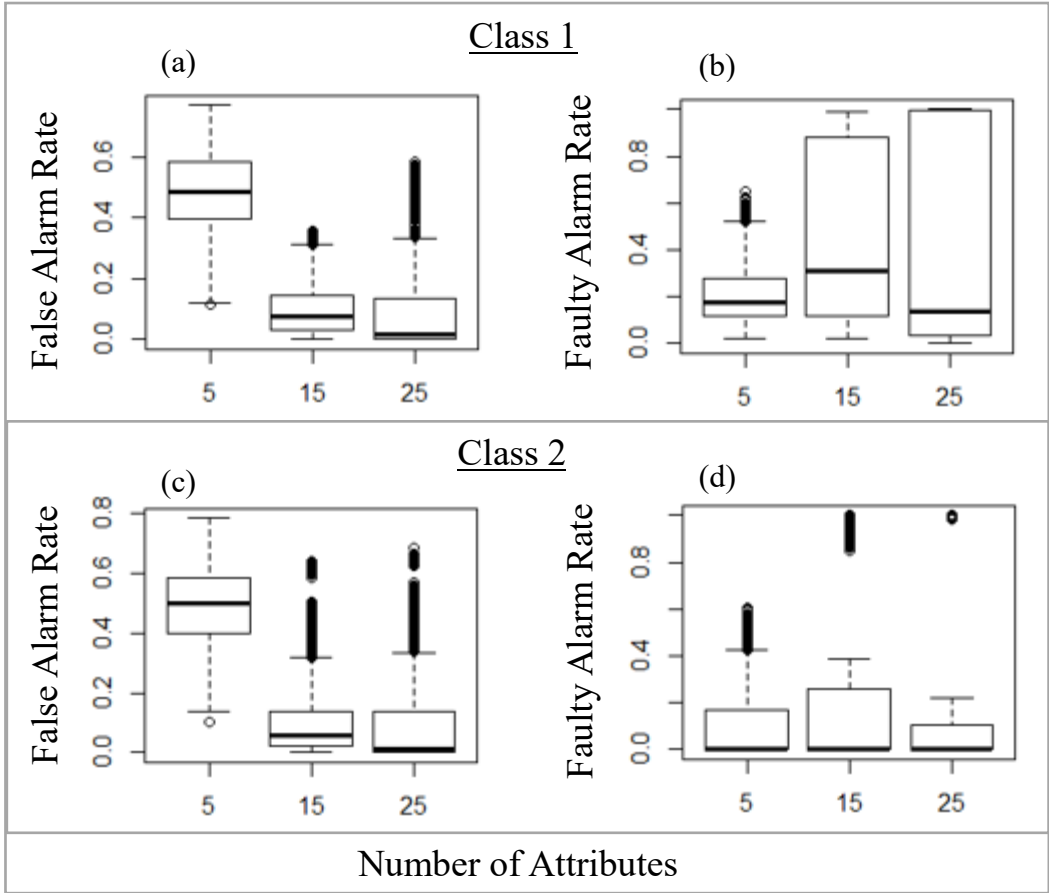 Class 1
(a)
False Alarm Rate
0.0 0.2 0.4 0.6
5 15 25
(b)
Faulty Alarm Rate
0.0 0.4 0.8
5 15 25
Class 2
(c)
False Alarm Rate
0.0 0.2 0.4 0.6 0.8
5 15 25
(d)
Faulty Alarm Rate
0.0 0.4 0.8
5 15 25
Number of Attributes